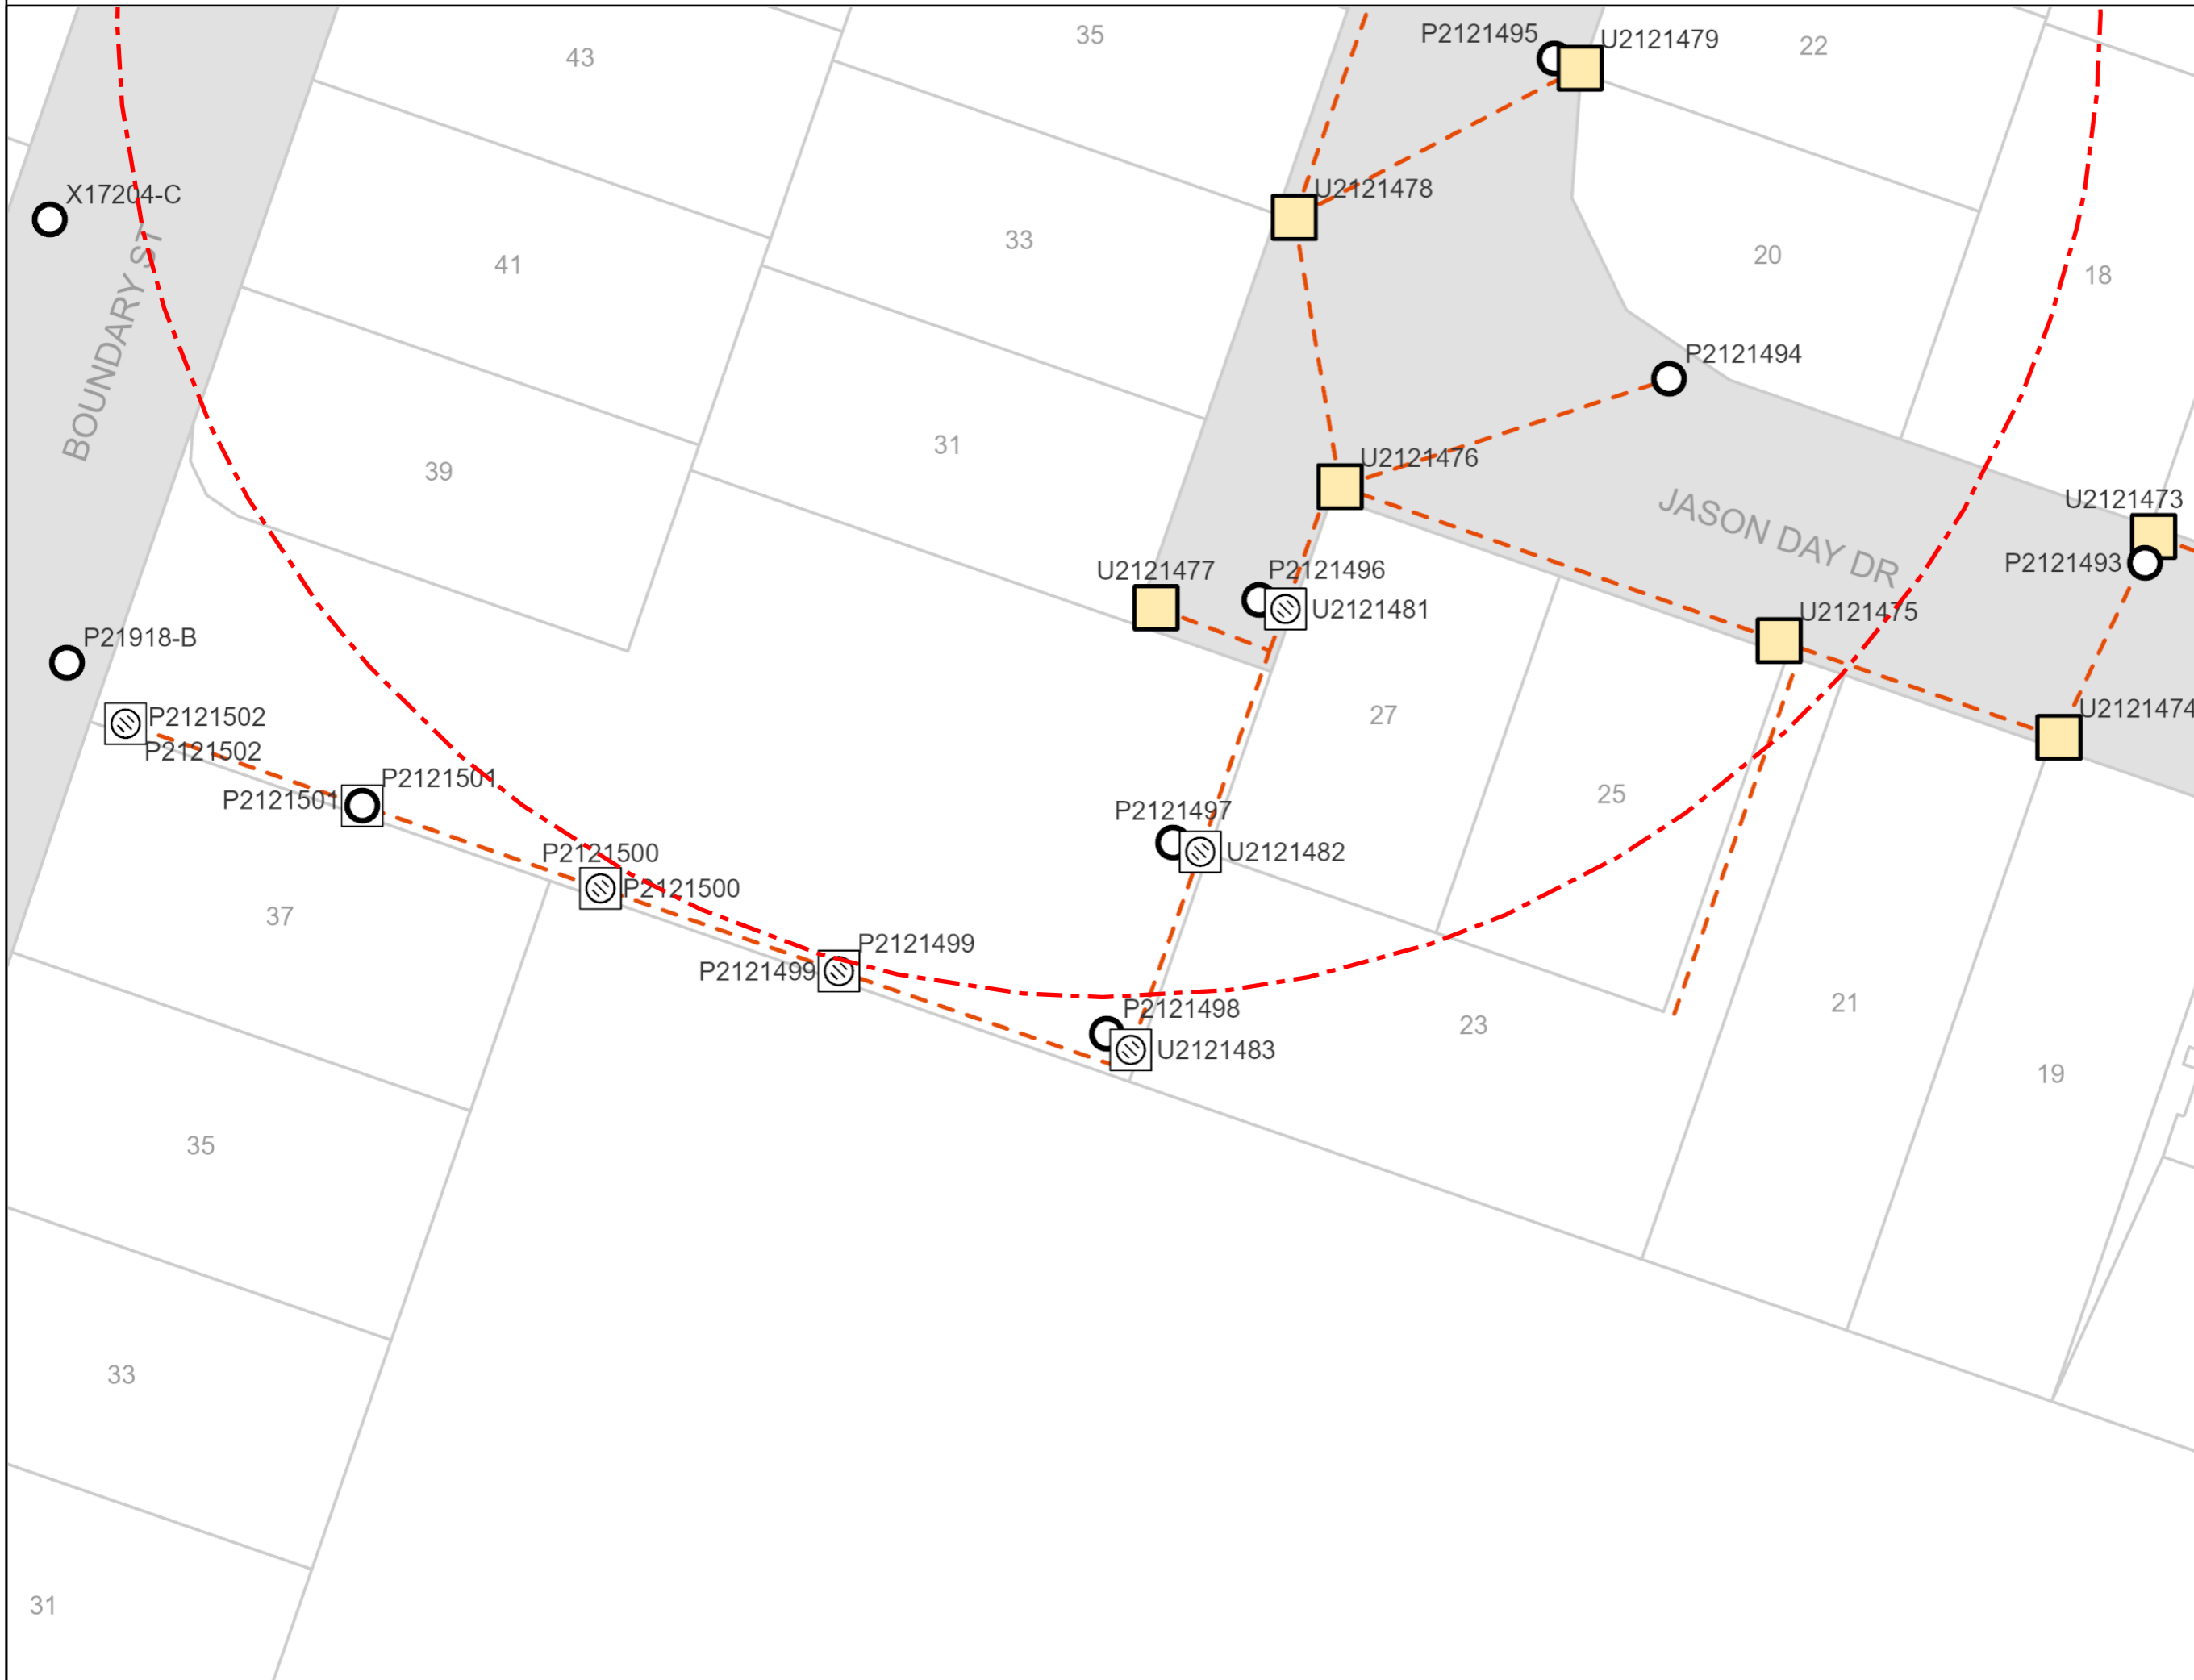 35
P2121495
U2121479
22
43
X17204-C
U2121478
33
20
41
18
BOUNDARY ST
P2121494
31
U2121476
39
JASON DAY DR
U2121473
P2121493
U2121477
P2121496
U2121481
U2121475
P21918-B
P2121502
P2121502
27
U2121474
P2121501
P2121501
25
P2121497
U2121482
P2121500
P2121500
37
P2121499
P2121499
P2121498
U2121483
23
21
19
35
33
31